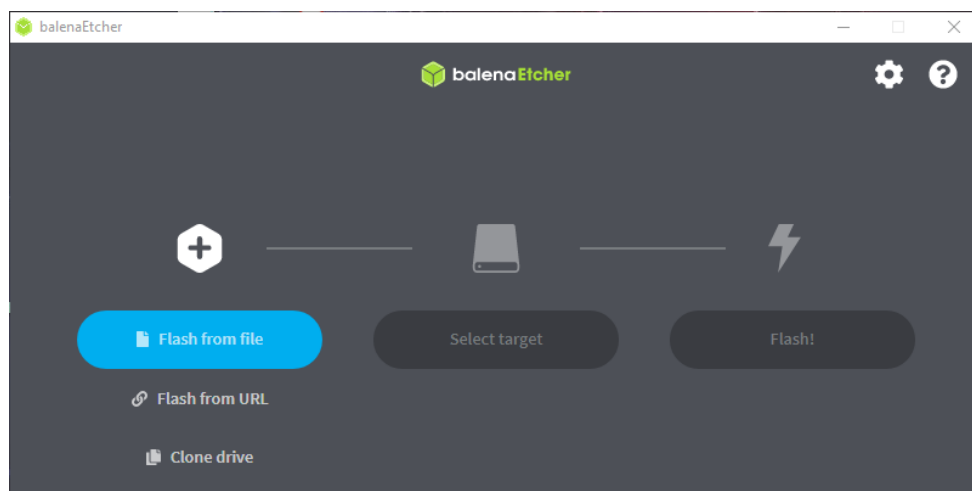 balenaEtcher
balenaEtcher
Flash from file
Select target
Flash!
Flash from URL
Clone drive